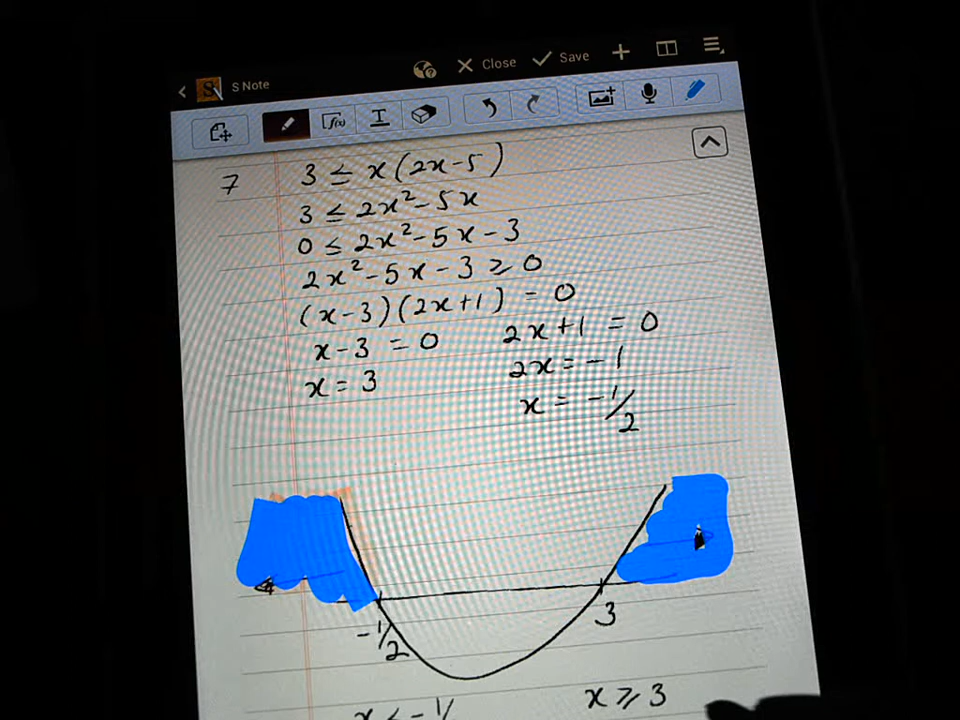 S Note Close Save
T f(x)
7 3 ≤ x(2x-5)
3 ≤ 2x² - 5x
0 ≤ 2x² - 5x - 3
2x² - 5x - 3 ≥ 0
(x-3)(2x+1) = 0
x-3 = 0 2x+1 = 0
x = 3 2x = -1
x = -1/2
-1/2 3
x ≥ 3